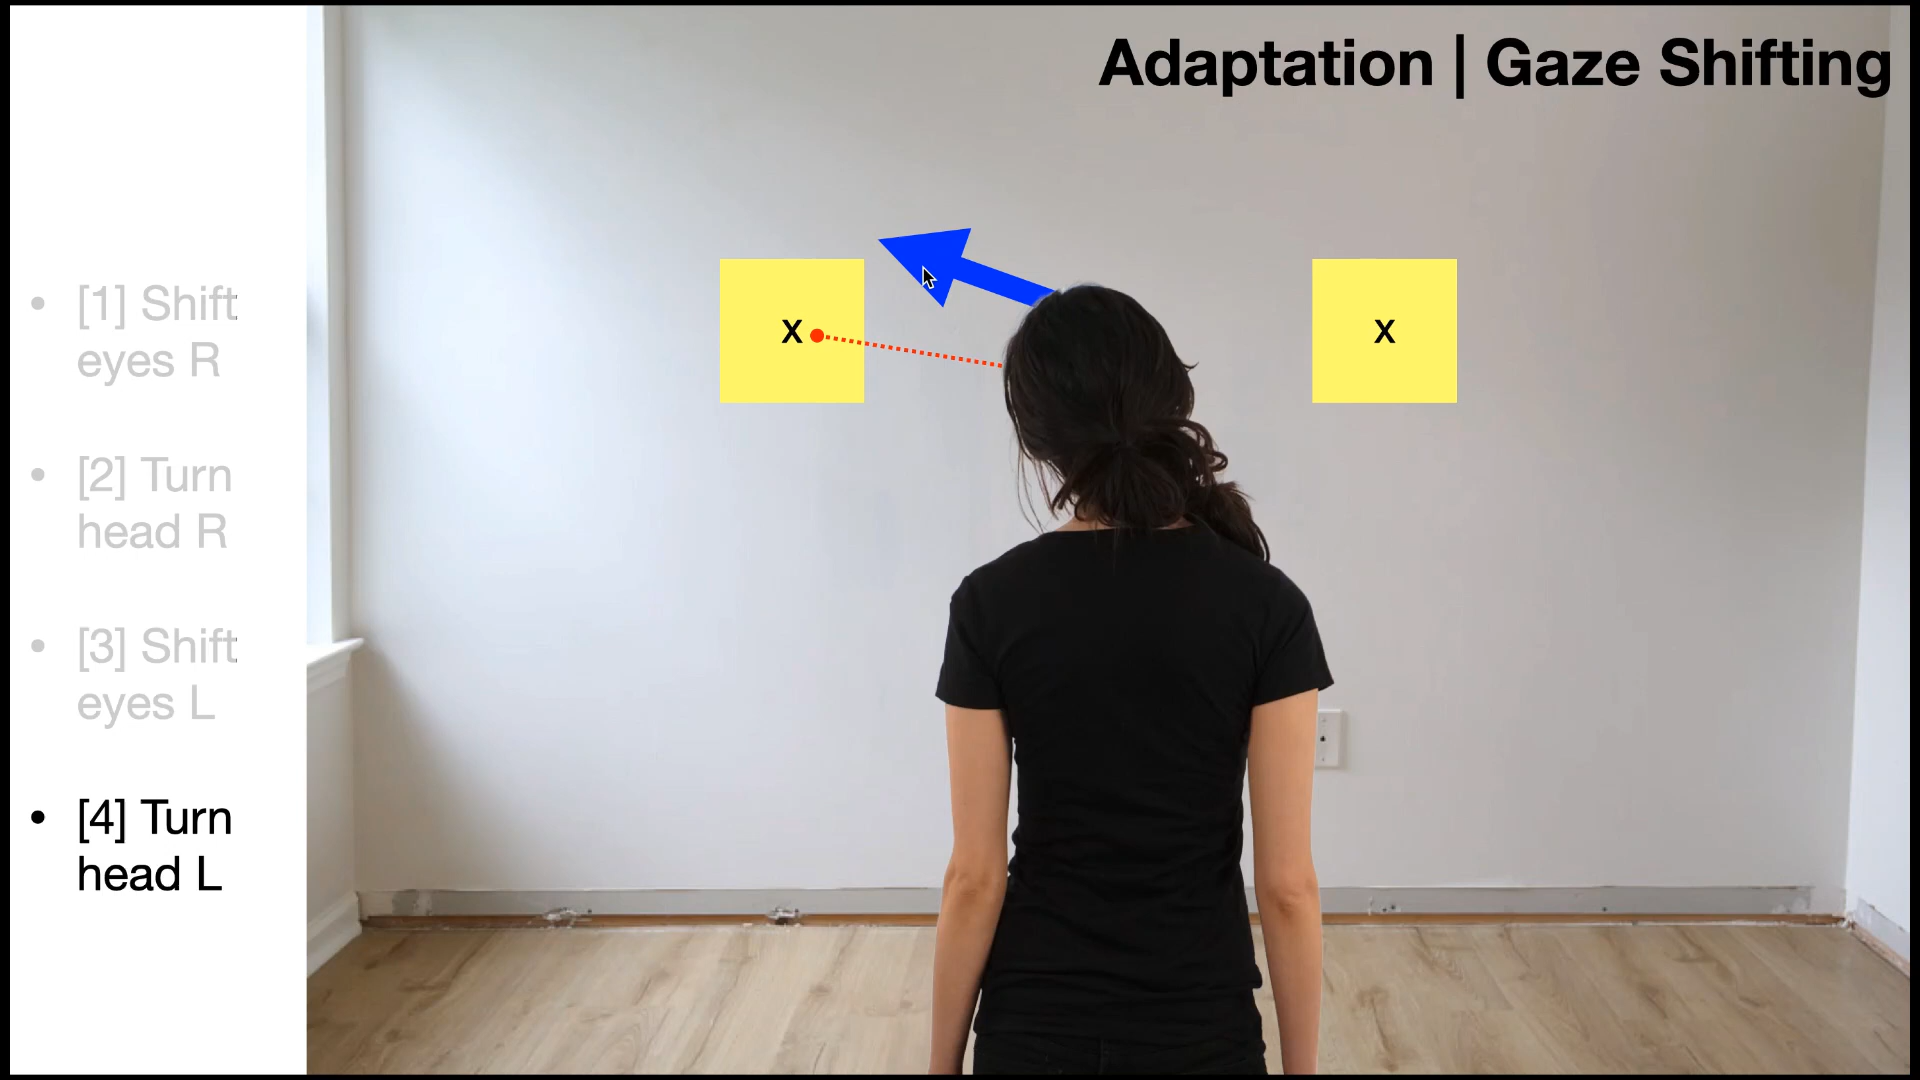 Adaptation | Gaze Shifting
• [1] Shift
eyes R
• [2] Turn
head R
• [3] Shift
eyes L
• [4] Turn
head L
X
X